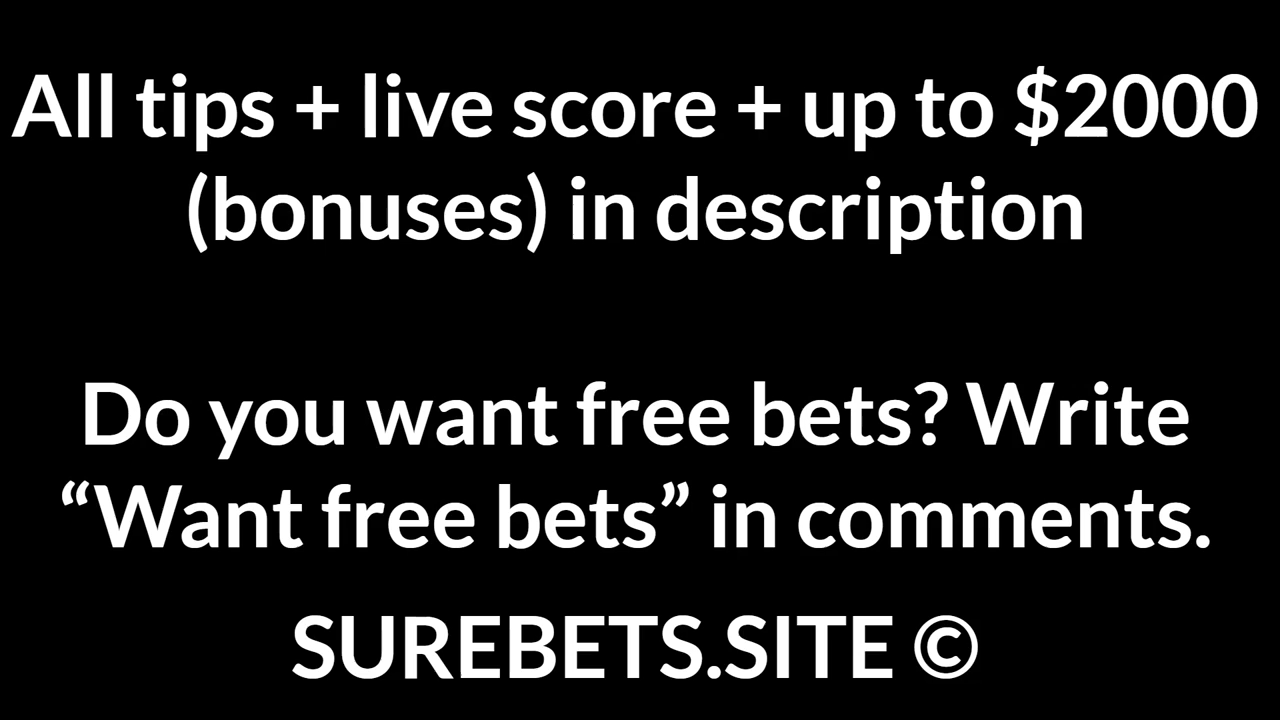 All tips + live score + up to $2000
(bonuses) in description
Do you want free bets? Write
“Want free bets” in comments.
SUREBETS.SITE ©